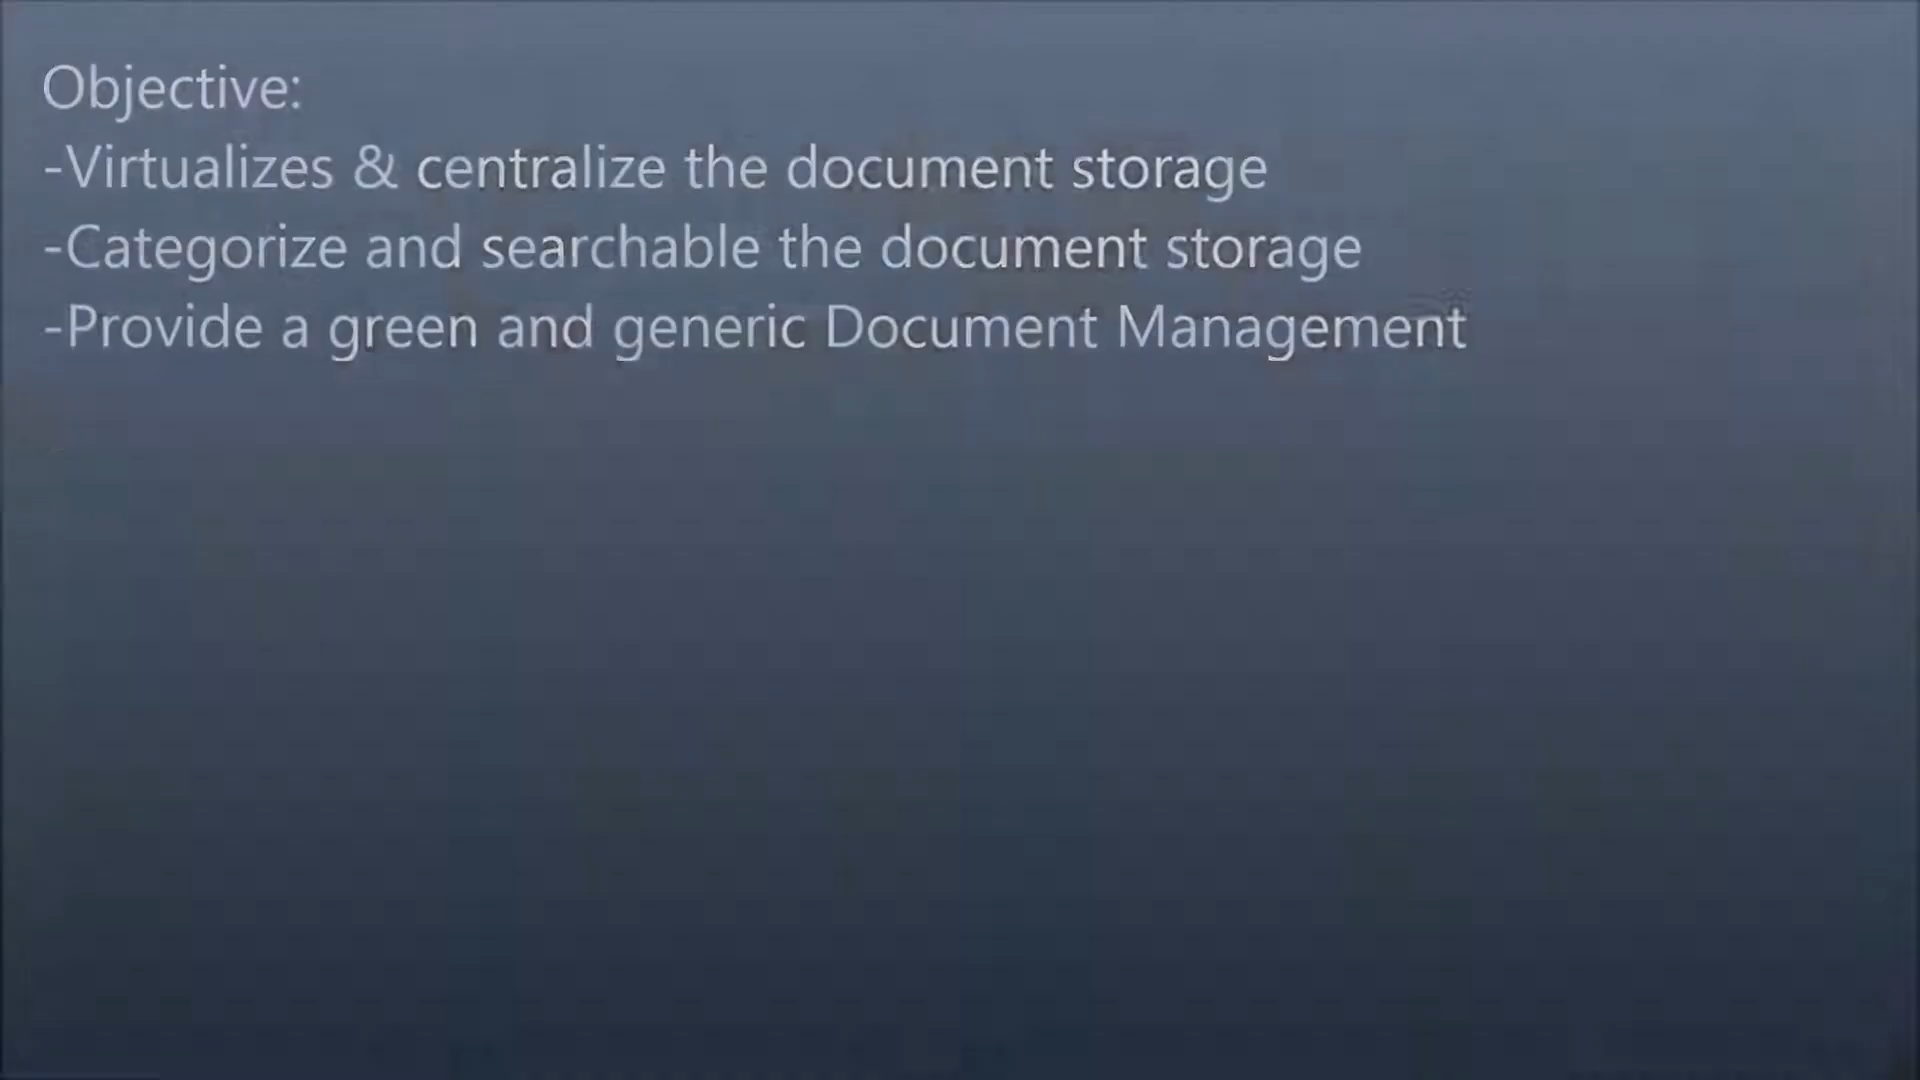 Objective:
-Virtualizes & centralize the document storage
-Categorize and searchable the document storage
-Provide a green and generic Document Management